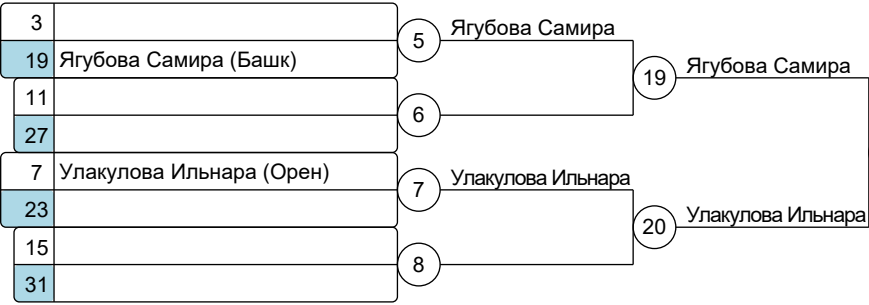 3
5 Ягубова Самира
19 Ягубова Самира (Башк)
19 Ягубова Самира
11
6
27
7 Улакулова Ильнара (Орен)
7 Улакулова Ильнара
23
20 Улакулова Ильнара
15
8
31